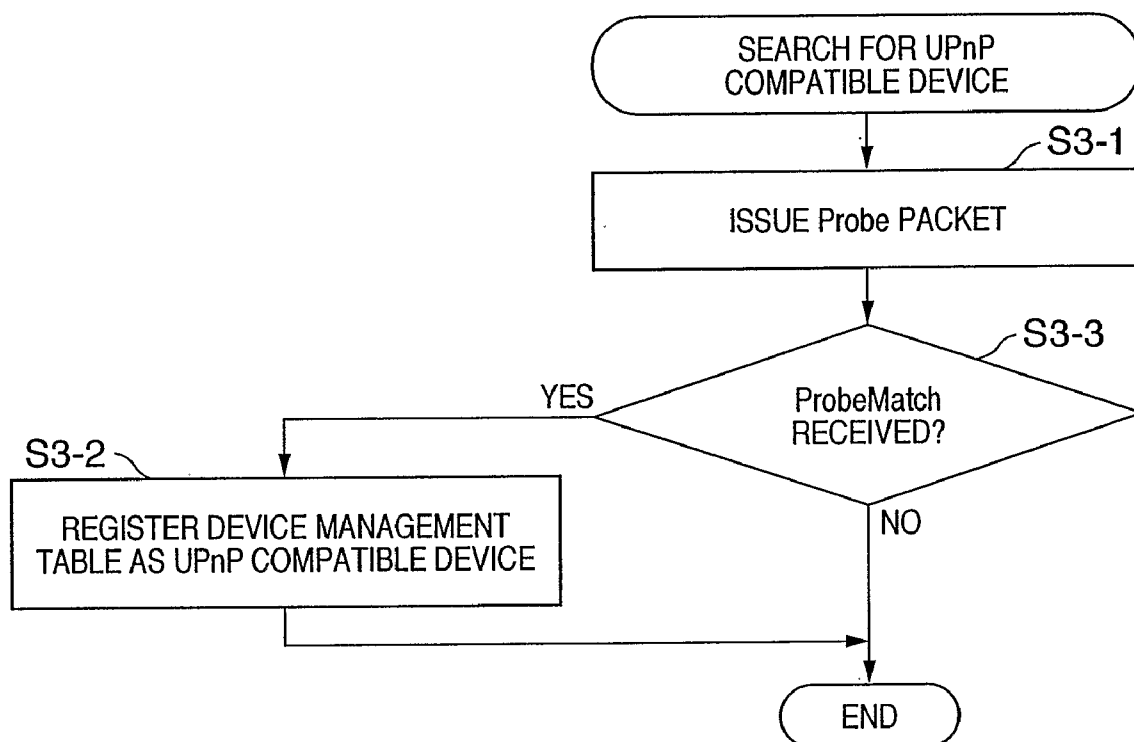 SEARCH FOR UPnP
COMPATIBLE DEVICE
S3-1
ISSUE Probe PACKET
S3-3
ProbeMatch
RECEIVED?
YES
S3-2
REGISTER DEVICE MANAGEMENT
TABLE AS UPnP COMPATIBLE DEVICE
NO
END